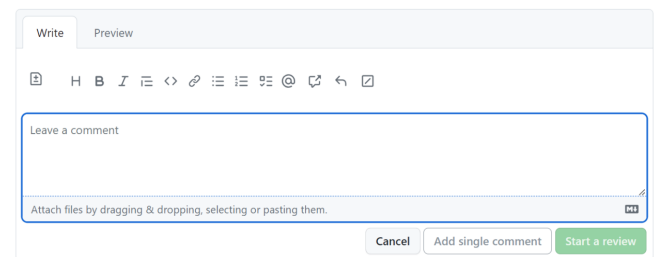 Write Preview
H B I <> @
Leave a comment
Attach files by dragging & dropping, selecting or pasting them.
Cancel Add single comment Start a review